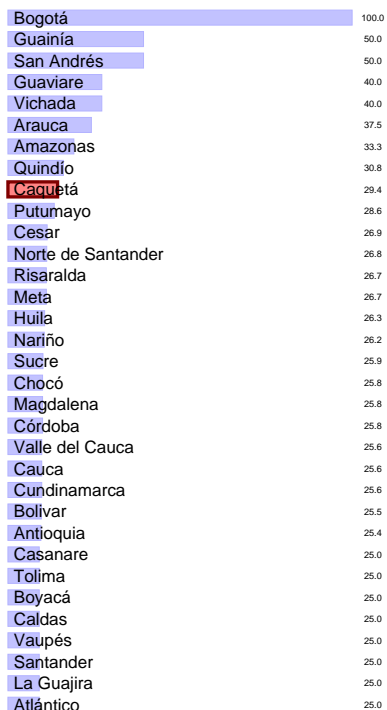 Bogotá 100.0
Guainía 50.0
San Andrés 50.0
Guaviare 40.0
Vichada 40.0
Arauca 37.5
Amazonas 33.3
Quindío 30.8
Caquetá 29.4
Putumayo 28.6
Cesar 26.9
Norte de Santander 26.8
Risaralda 26.7
Meta 26.7
Huila 26.3
Nariño 26.2
Sucre 25.9
Chocó 25.8
Magdalena 25.8
Córdoba 25.8
Valle del Cauca 25.6
Cauca 25.6
Cundinamarca 25.6
Bolivar 25.5
Antioquia 25.4
Casanare 25.0
Tolima 25.0
Boyacá 25.0
Caldas 25.0
Vaupés 25.0
Santander 25.0
La Guajira 25.0
Atlántico 25.0